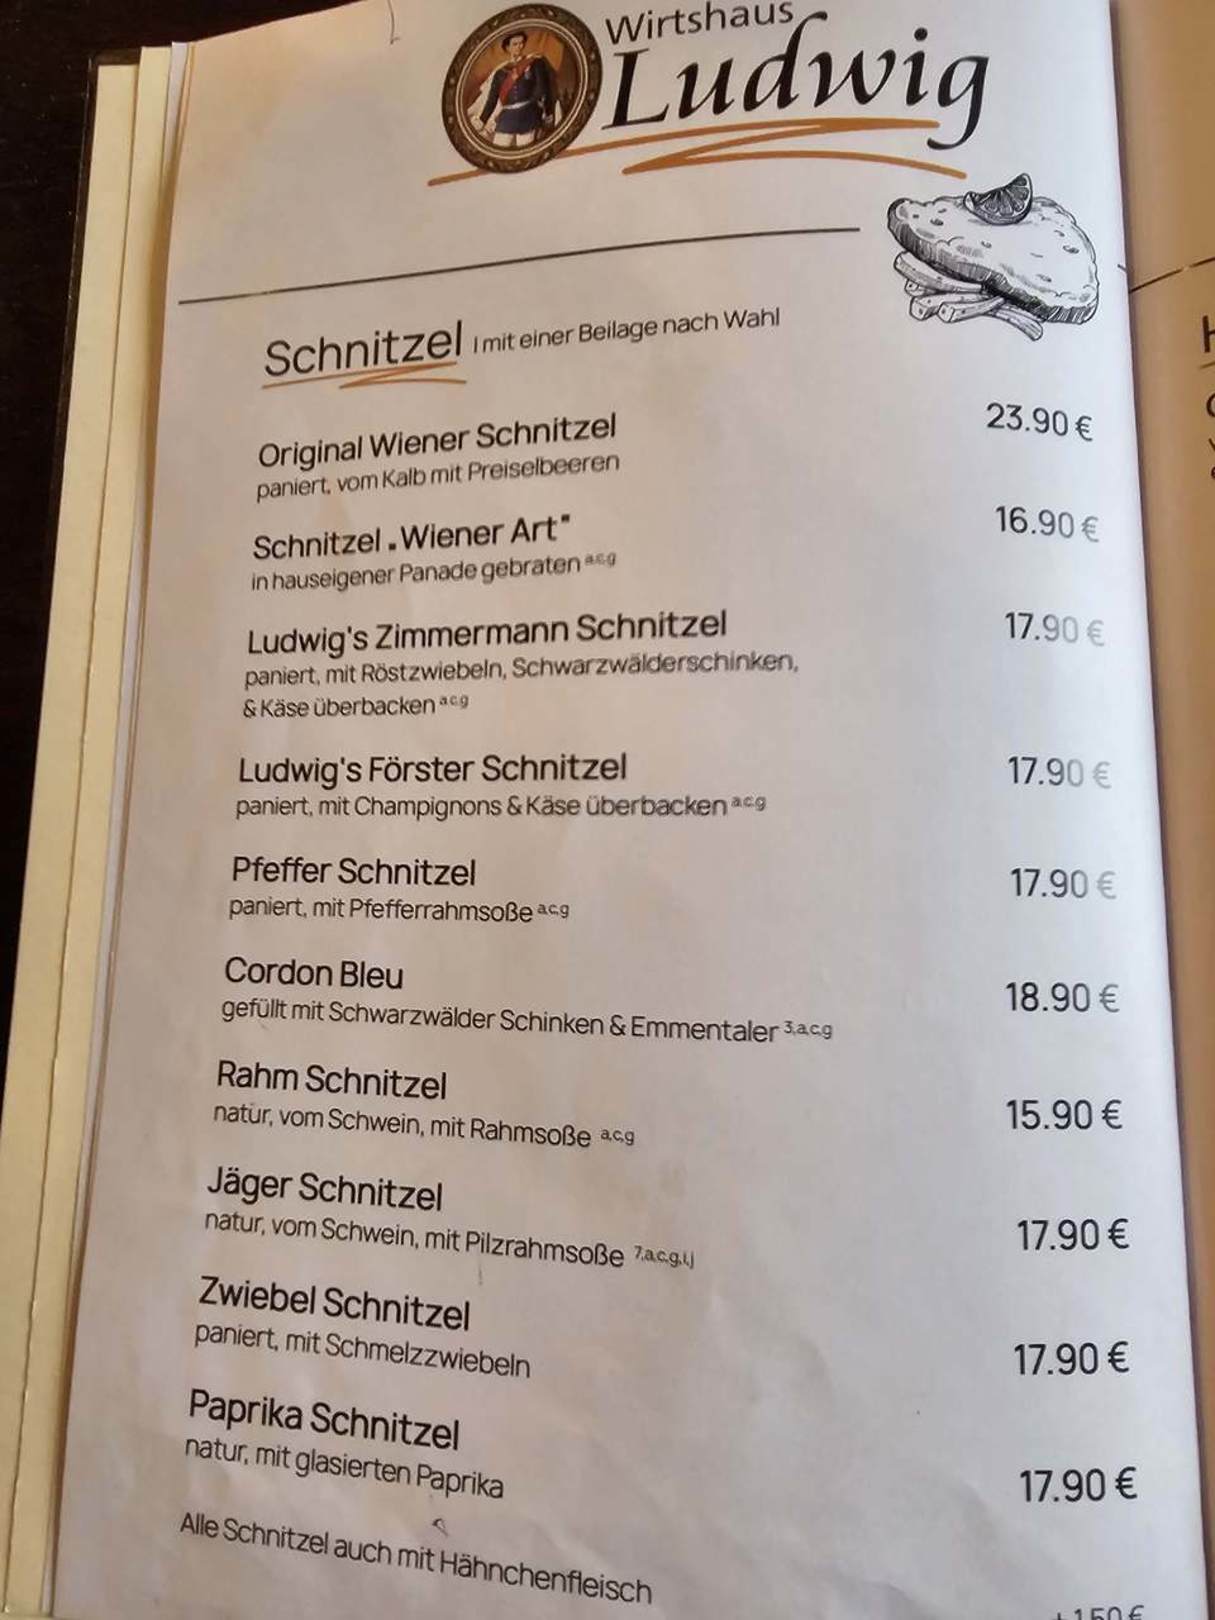 Wirtshaus
Ludwig
Schnitzel | mit einer Beilage nach Wahl
Original Wiener Schnitzel 23.90 €
paniert, vom Kalb mit Preiselbeeren
Schnitzel „Wiener Art" 16.90 €
in hauseigener Panade gebraten a,c,g
Ludwig's Zimmermann Schnitzel 17.90 €
paniert, mit Röstzwiebeln, Schwarzwälderschinken,
& Käse überbacken a,c,g
Ludwig's Förster Schnitzel 17.90 €
paniert, mit Champignons & Käse überbacken a,c,g
Pfeffer Schnitzel 17.90 €
paniert, mit Pfefferrahmsoße a,c,g
Cordon Bleu 18.90 €
gefüllt mit Schwarzwälder Schinken & Emmentaler 3,a,c,g
Rahm Schnitzel 15.90 €
natur, vom Schwein, mit Rahmsoße a,c,g
Jäger Schnitzel 17.90 €
natur, vom Schwein, mit Pilzrahmsoße 7,a,c,g,i,j
Zwiebel Schnitzel 17.90 €
paniert, mit Schmelzzwiebeln
Paprika Schnitzel 17.90 €
natur, mit glasierten Paprika
Alle Schnitzel auch mit Hähnchenfleisch +1.50 €